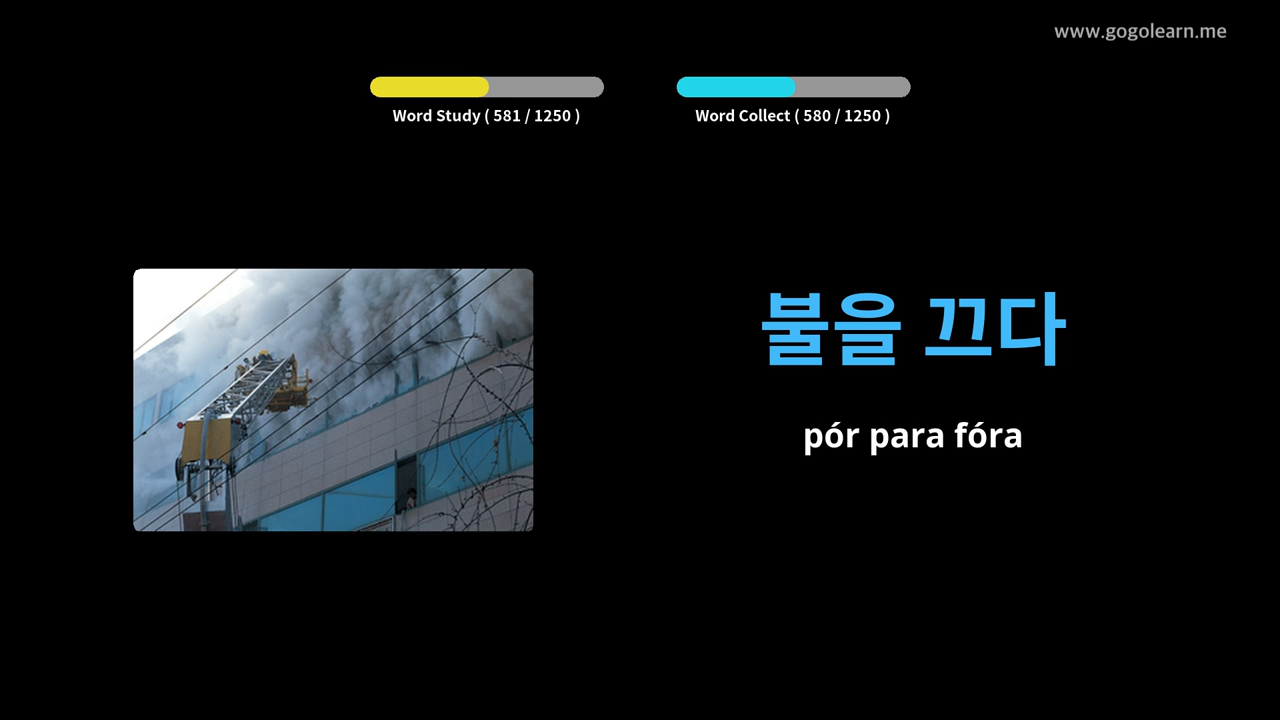 www.gogolearn.me
Word Study ( 581 / 1250 )
Word Collect ( 580 / 1250 )
불을 끄다
pór para fóra